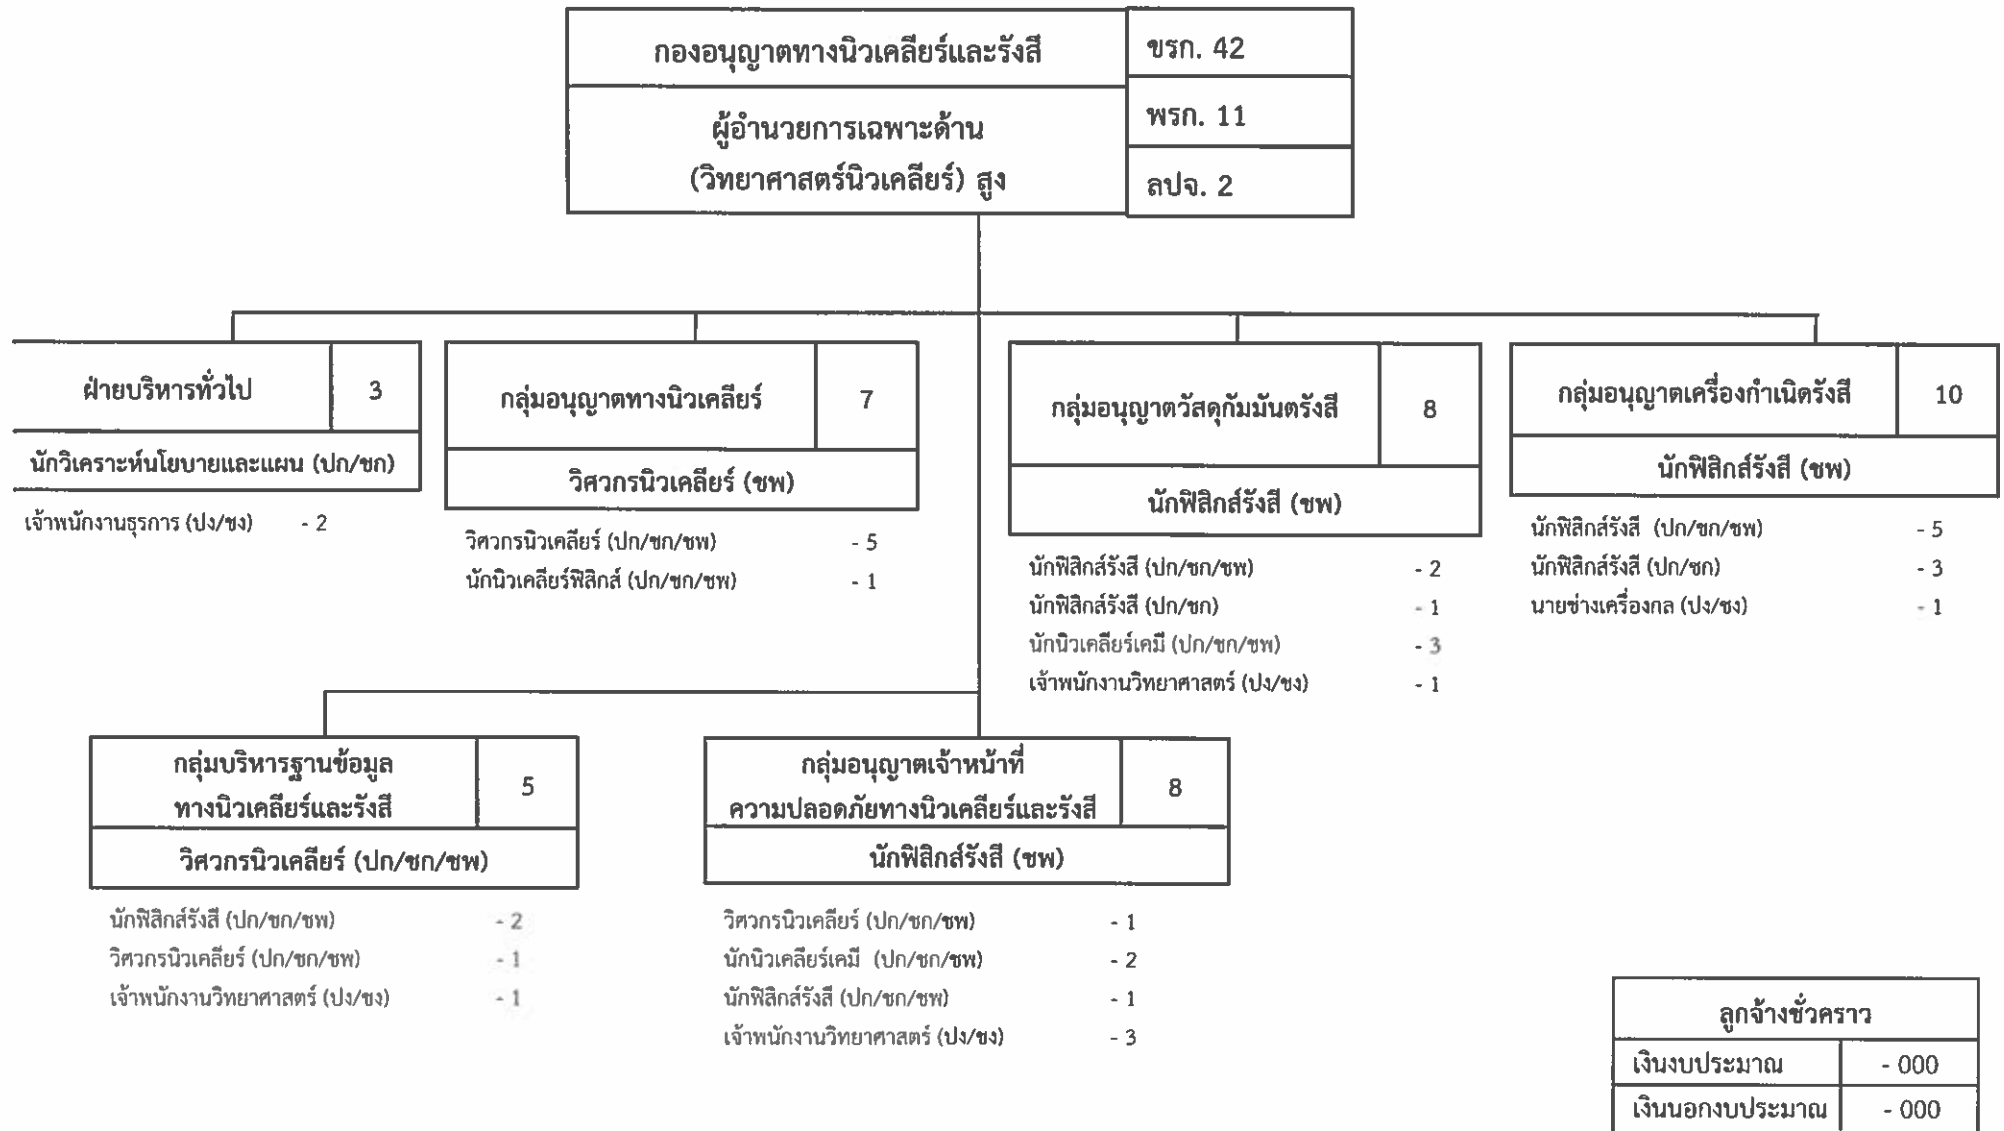 กองอนุญาตทางนิวเคลียร์และรังสี
ขรก. 42
ผู้อำนวยการเฉพาะด้าน
(วิทยาศาสตร์นิวเคลียร์) สูง
พรก. 11
ลปจ. 2
ฝ่ายบริหารทั่วไป 3
นักวิเคราะห์นโยบายและแผน (ปก/ชก)
เจ้าพนักงานธุรการ (ปง/ชง) - 2
กลุ่มอนุญาตทางนิวเคลียร์ 7
วิศวกรนิวเคลียร์ (ชพ)
วิศวกรนิวเคลียร์ (ปก/ชก/ชพ) - 5
นักนิวเคลียร์ฟิสิกส์ (ปก/ชก/ชพ) - 1
กลุ่มอนุญาตวัสดุกัมมันตรังสี 8
นักฟิสิกส์รังสี (ชพ)
นักฟิสิกส์รังสี (ปก/ชก/ชพ) - 2
นักฟิสิกส์รังสี (ปก/ชก) - 1
นักนิวเคลียร์เคมี (ปก/ชก/ชพ) - 3
เจ้าพนักงานวิทยาศาสตร์ (ปง/ชง) - 1
กลุ่มอนุญาตเครื่องกำเนิดรังสี 10
นักฟิสิกส์รังสี (ชพ)
นักฟิสิกส์รังสี (ปก/ชก/ชพ) - 5
นักฟิสิกส์รังสี (ปก/ชก) - 3
นายช่างเครื่องกล (ปง/ชง) - 1
กลุ่มบริหารฐานข้อมูล
ทางนิวเคลียร์และรังสี
5
วิศวกรนิวเคลียร์ (ปก/ชก/ชพ)
นักฟิสิกส์รังสี (ปก/ชก/ชพ) - 2
วิศวกรนิวเคลียร์ (ปก/ชก/ชพ) - 1
เจ้าพนักงานวิทยาศาสตร์ (ปง/ชง) - 1
กลุ่มอนุญาตเจ้าหน้าที่
ความปลอดภัยทางนิวเคลียร์และรังสี
8
นักฟิสิกส์รังสี (ชพ)
วิศวกรนิวเคลียร์ (ปก/ชก/ชพ) - 1
นักนิวเคลียร์เคมี (ปก/ชก/ชพ) - 2
นักฟิสิกส์รังสี (ปก/ชก/ชพ) - 1
เจ้าพนักงานวิทยาศาสตร์ (ปง/ชง) - 3
ลูกจ้างชั่วคราว
เงินงบประมาณ - 000
เงินนอกงบประมาณ - 000